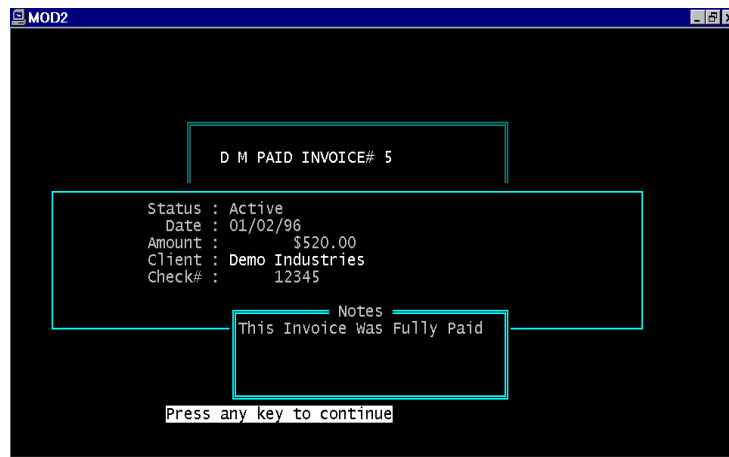 MOD2
D M PAID INVOICE# 5
Status : Active
Date : 01/02/96
Amount : $520.00
Client : Demo Industries
Check# : 12345
Notes
This Invoice Was Fully Paid
Press any key to continue